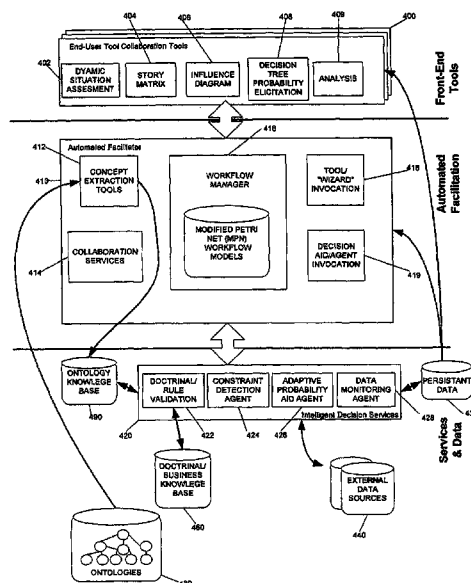 400
End-User Tool Collaboration Tools
404
406
408
409
402
DYAMIC
SITUATION
ASSESMENT
STORY
MATRIX
INFLUENCE
DIAGRAM
DECISION
TREE
PROBABILITY
ELICITATION
ANALYSIS
Front-End
Tools
412
Automated Facilitator
418
410
CONCEPT
EXTRACTION
TOOLS
WORKFLOW
MANAGER
TOOL/
"WIZARD"
INVOCATION
416
MODIFIED PETRI
NET (MPN)
WORKFLOW
MODELS
COLLABORATION
SERVICES
414
DECISION
AID/AGENT
INVOCATION
419
Automated
Facilitation
ONTOLOGY
KNOWLEGE
BASE
490
DOCTRINAL/
RULE
VALIDATION
CONSTRAINT
DETECTION
AGENT
ADAPTIVE
PROBABILITY
AID AGENT
DATA
MONITORING
AGENT
PERSISTANT
DATA
Intelligent Decision Services
420
422
424
426
428
Services
& Data
DOCTRINAL/
BUSINESS
KNOWLEGE
BASE
460
EXTERNAL
DATA
SOURCES
440
ONTOLOGIES